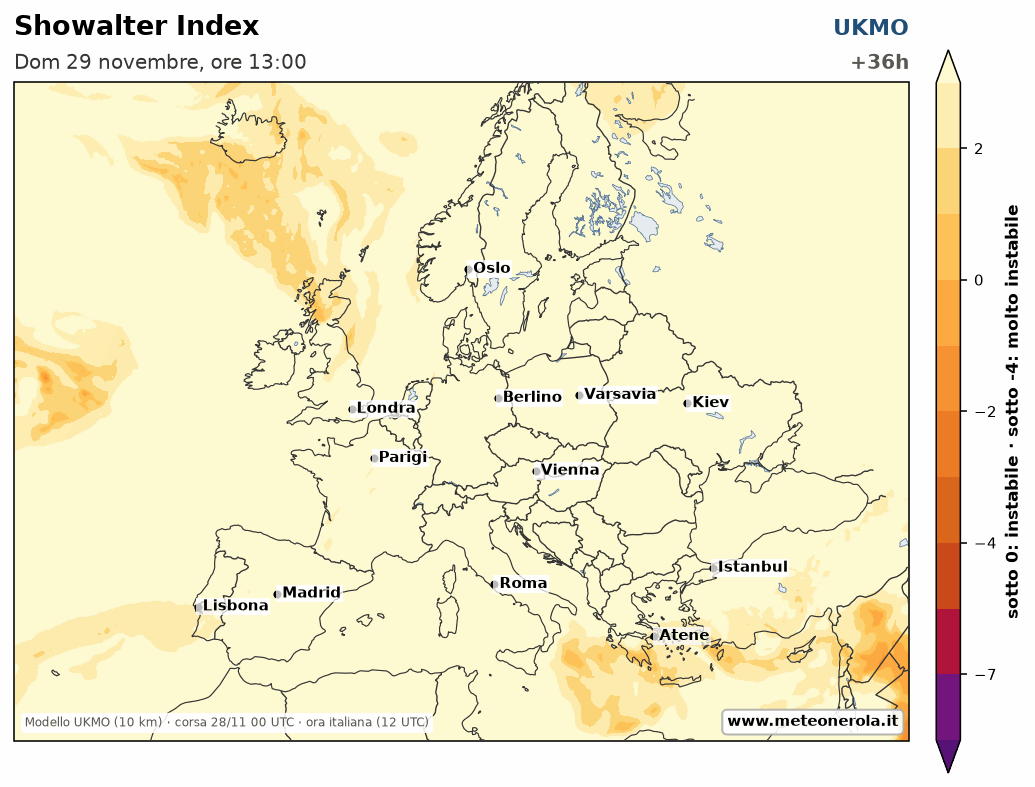 Showalter Index
UKMO
Dom 29 novembre, ore 13:00
+36h
Oslo
Berlino
Varsavia
Kiev
Londra
Parigi
Vienna
Istanbul
Roma
Madrid
Lisbona
Atene
Modello UKMO (10 km) · corsa 28/11 00 UTC · ora italiana (12 UTC)
www.meteonerola.it
2
0
−2
−4
−7
sotto 0: instabile · sotto -4: molto instabile